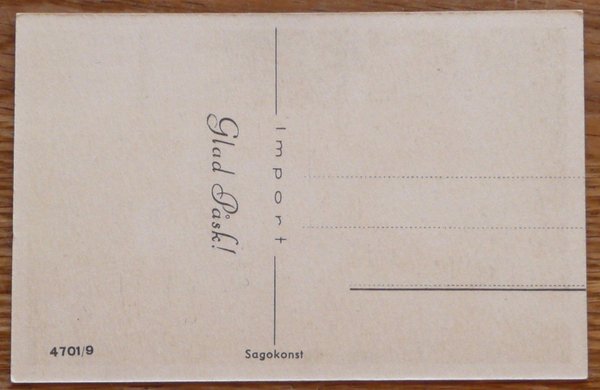 Glad Påsk!
Import
4701/9
Sagokonst